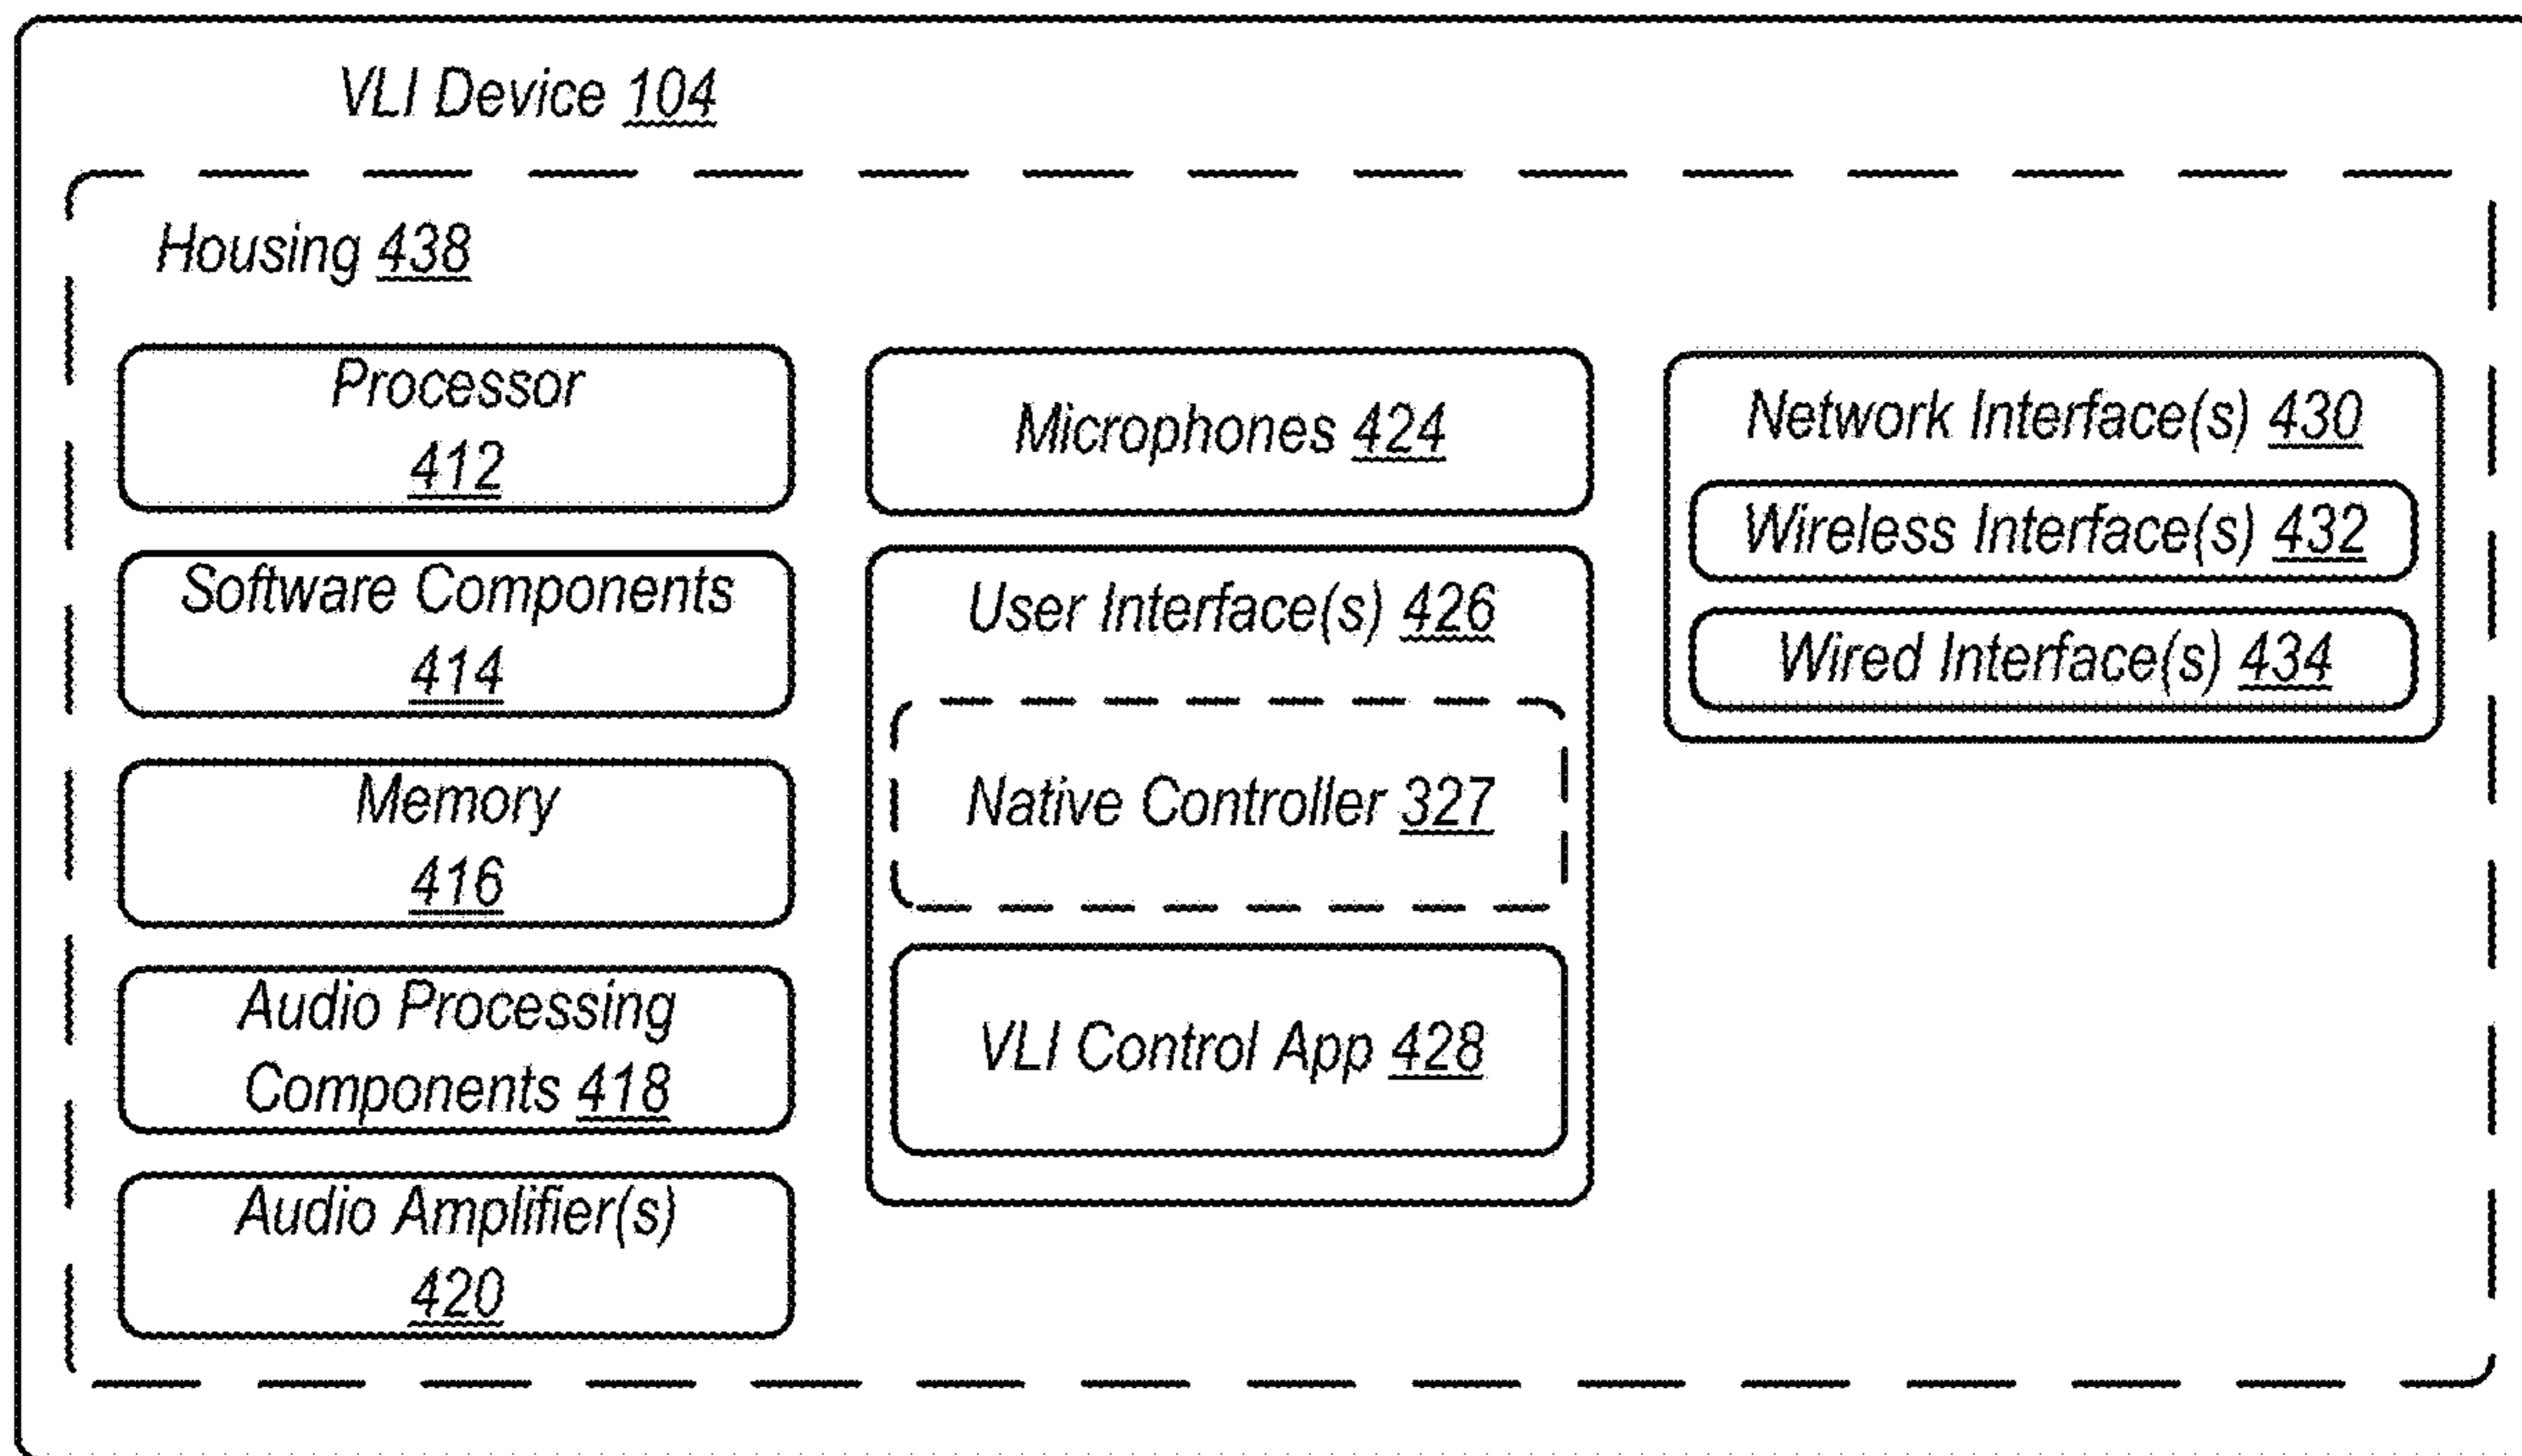 VLI Device 104
Housing 438
Processor
412
Software Components
414
Memory
416
Audio Processing
Components 418
Audio Amplifier(s)
420
Microphones 424
User Interface(s) 426
Native Controller 327
VLI Control App 428
Network Interface(s) 430
Wireless Interface(s) 432
Wired Interface(s) 434